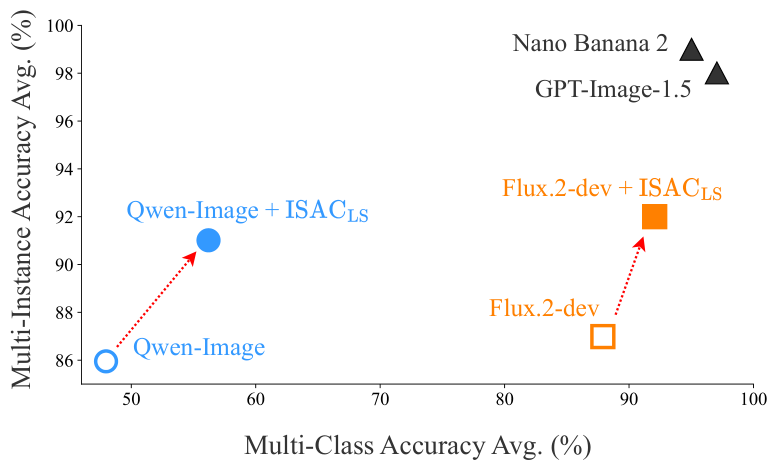 Multi-Instance Accuracy Avg. (%)
100
98
96
94
92
90
88
86
Nano Banana 2
GPT-Image-1.5
Flux.2-dev + ISAC_LS
Qwen-Image + ISAC_LS
Flux.2-dev
Qwen-Image
50
60
70
80
90
100
Multi-Class Accuracy Avg. (%)